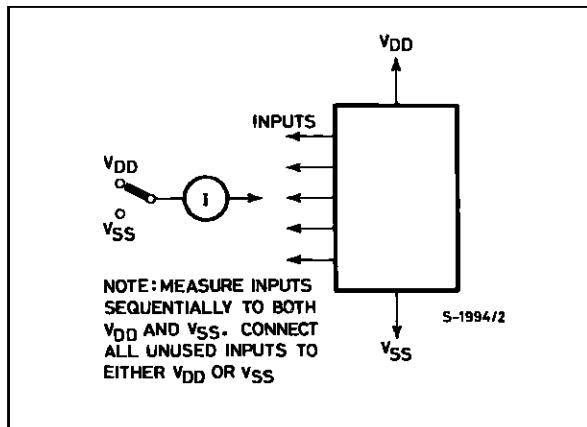 VDD
INPUTS
VDD
I
VSS
NOTE: MEASURE INPUTS
SEQUENTIALLY TO BOTH
VDD AND VSS. CONNECT
ALL UNUSED INPUTS TO
EITHER VDD OR VSS
S-1994/2
VSS